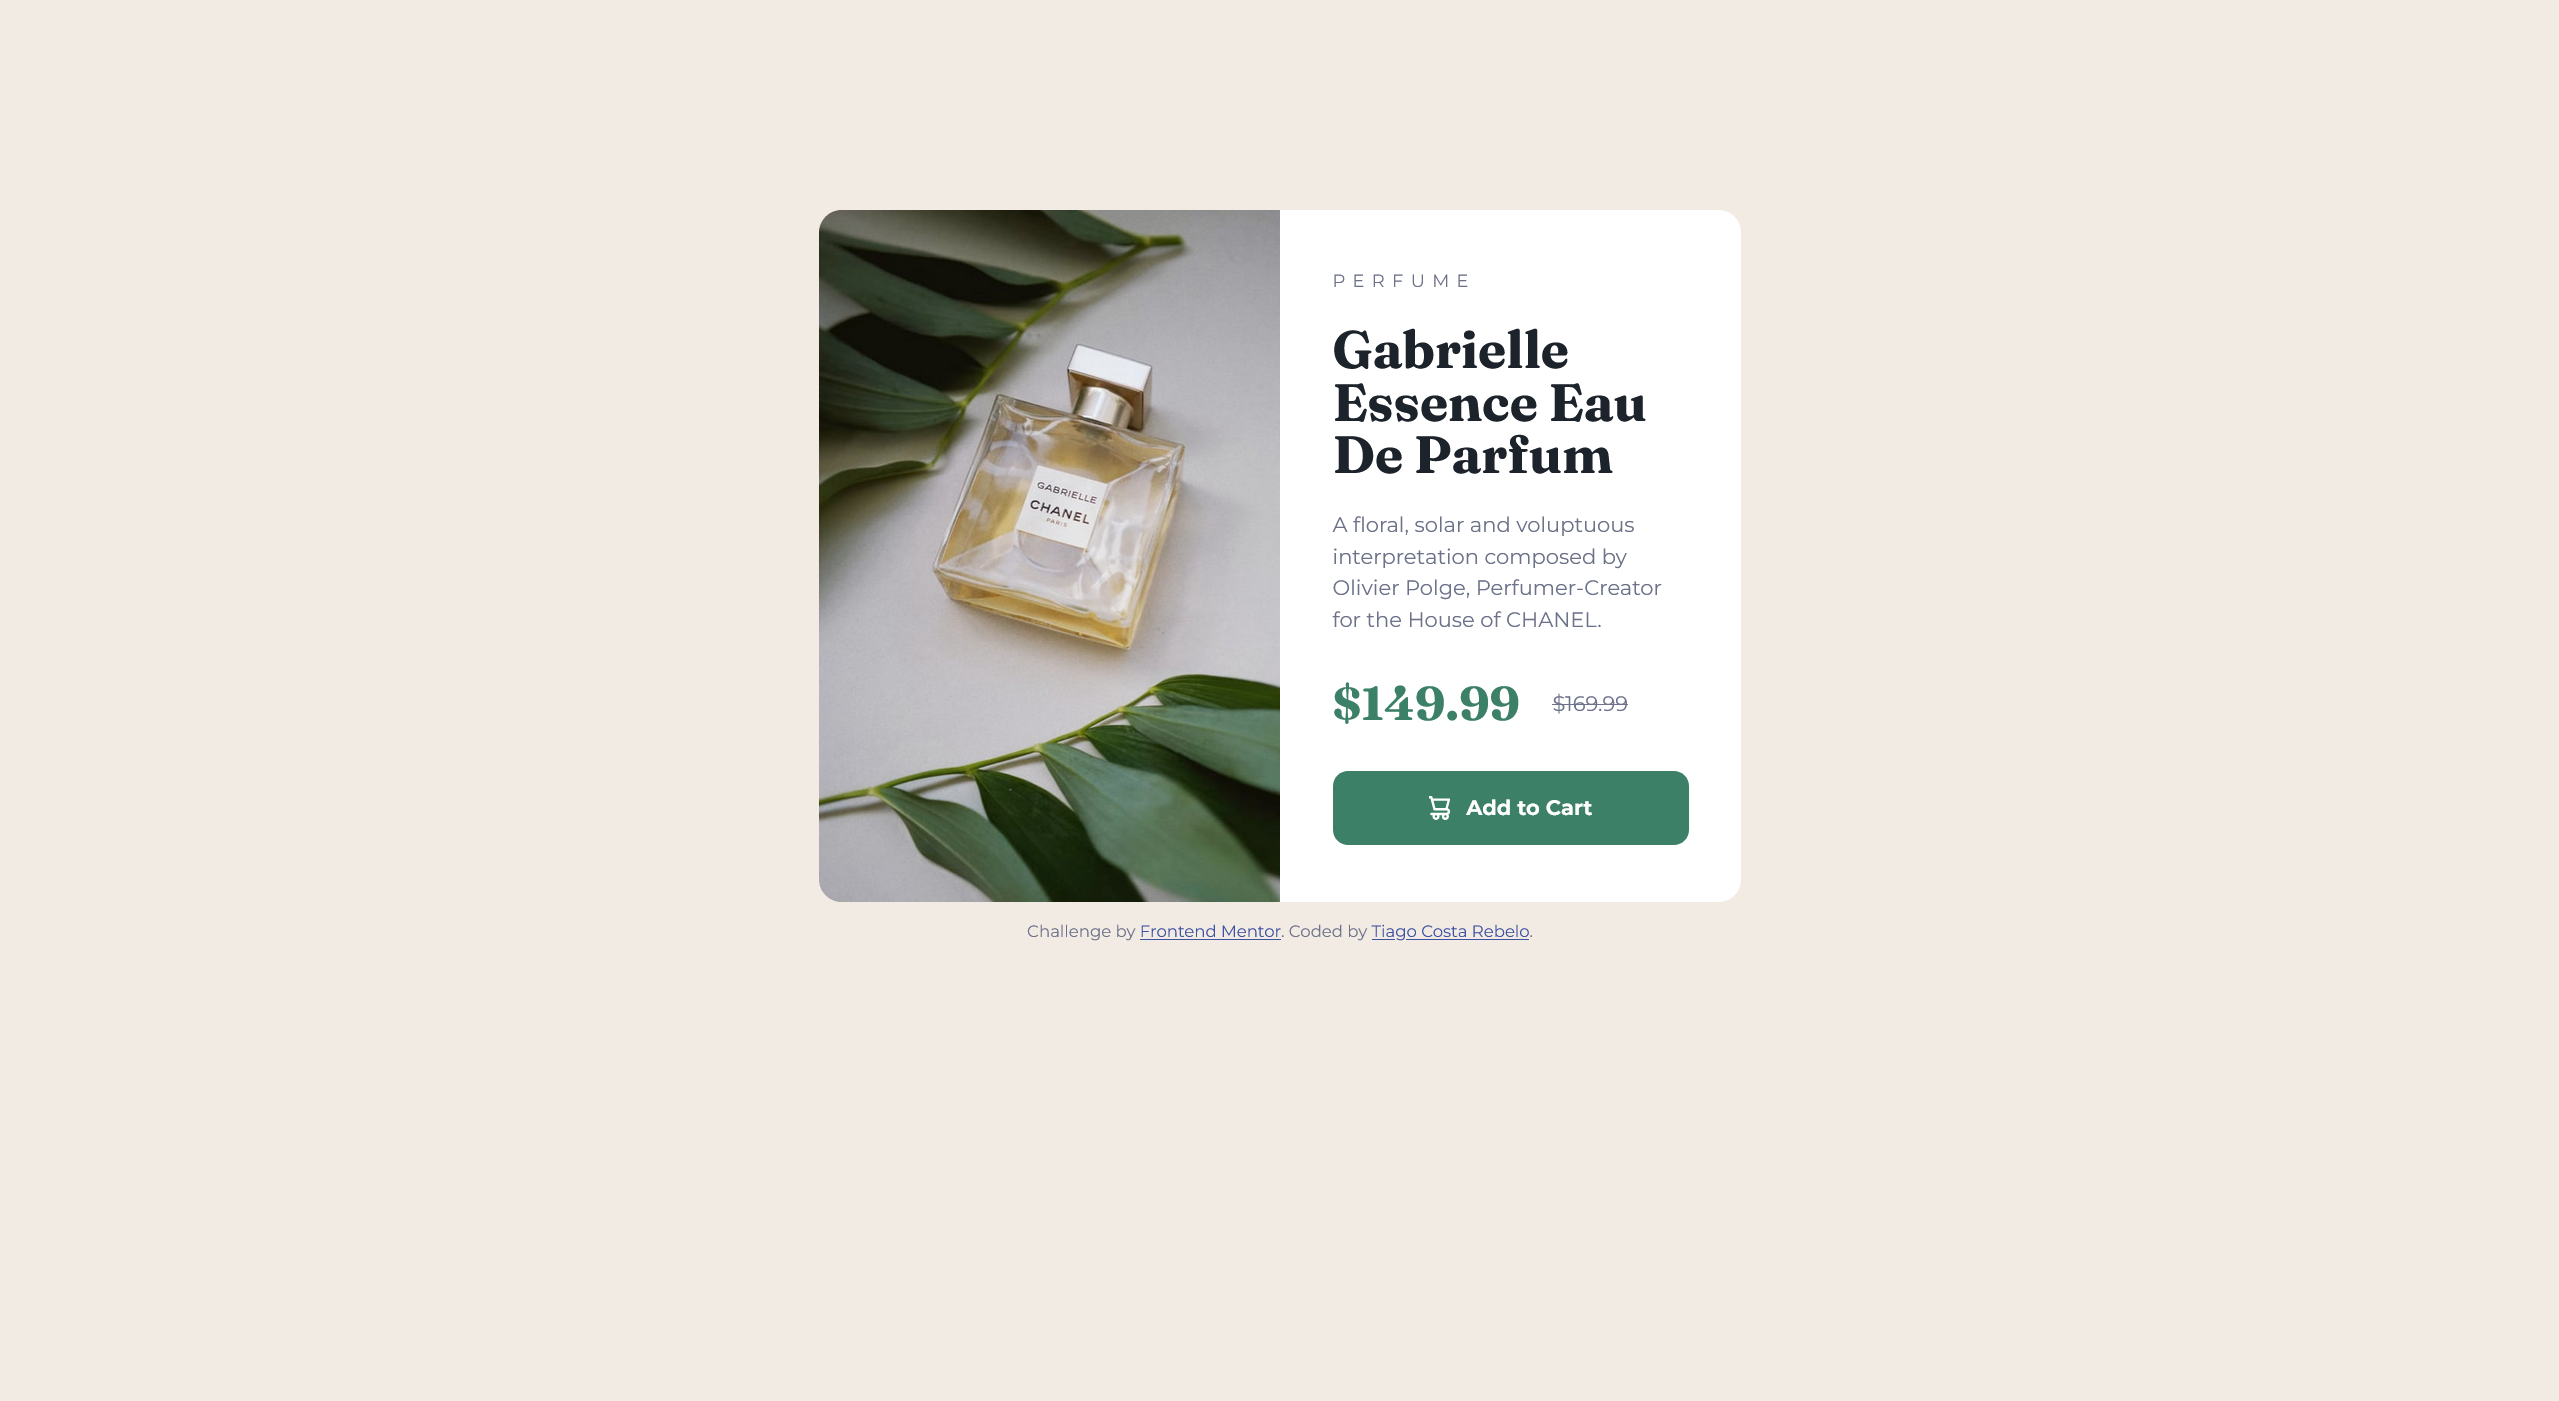 GABRIELLE
CHANEL
PARIS
PERFUME
Gabrielle
Essence Eau
De Parfum
A floral, solar and voluptuous
interpretation composed by
Olivier Polge, Perfumer-Creator
for the House of CHANEL.
$149.99 $169.99
Add to Cart
Challenge by Frontend Mentor. Coded by Tiago Costa Rebelo.